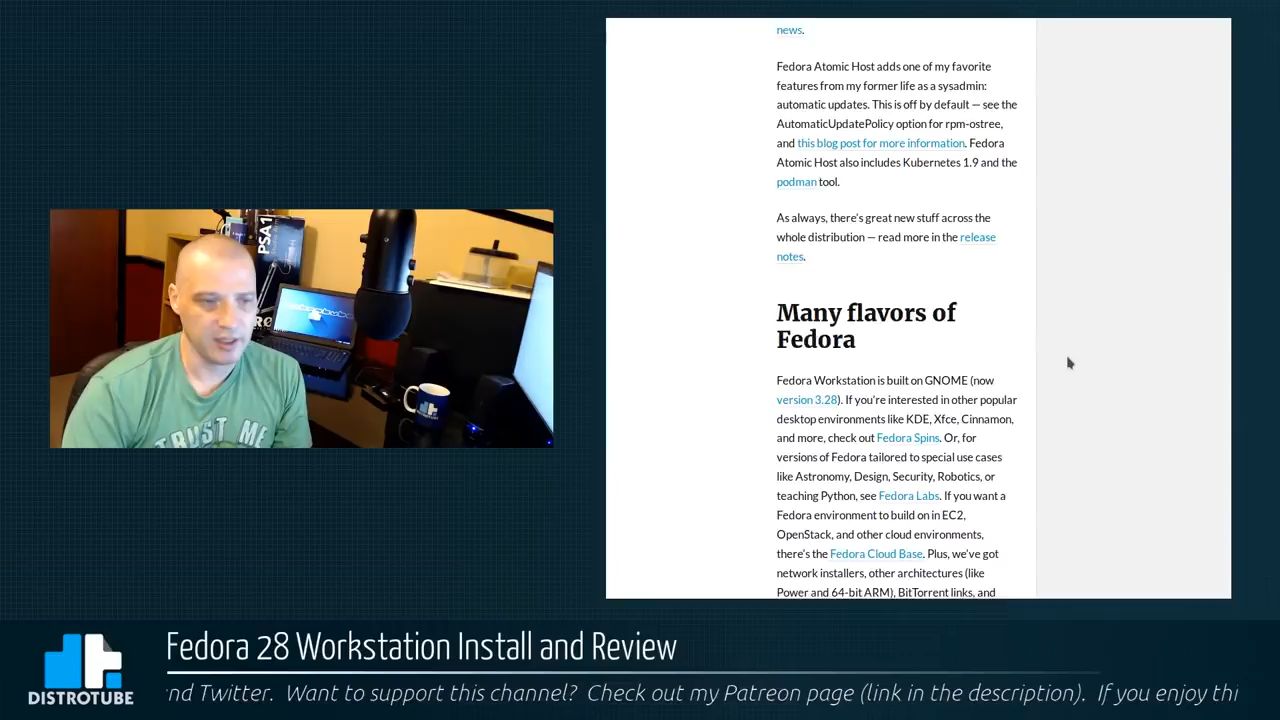 news.
Fedora Atomic Host adds one of my favorite
features from my former life as a sysadmin:
automatic updates. This is off by default — see the
AutomaticUpdatePolicy option for rpm-ostree,
and this blog post for more information. Fedora
Atomic Host also includes Kubernetes 1.9 and the
podman tool.
As always, there's great new stuff across the
whole distribution — read more in the release
notes.
Many flavors of
Fedora
Fedora Workstation is built on GNOME (now
version 3.28). If you're interested in other popular
desktop environments like KDE, Xfce, Cinnamon,
and more, check out Fedora Spins. Or, for
versions of Fedora tailored to special use cases
like Astronomy, Design, Security, Robotics, or
teaching Python, see Fedora Labs. If you want a
Fedora environment to build on in EC2,
OpenStack, and other cloud environments,
there's the Fedora Cloud Base. Plus, we've got
network installers, other architectures (like
Power and 64-bit ARM), BitTorrent links, and
PSA1
TRUST ME
Fedora 28 Workstation Install and Review
DISTROTUBE
nd Twitter. Want to support this channel? Check out my Patreon page (link in the description). If you enjoy thi